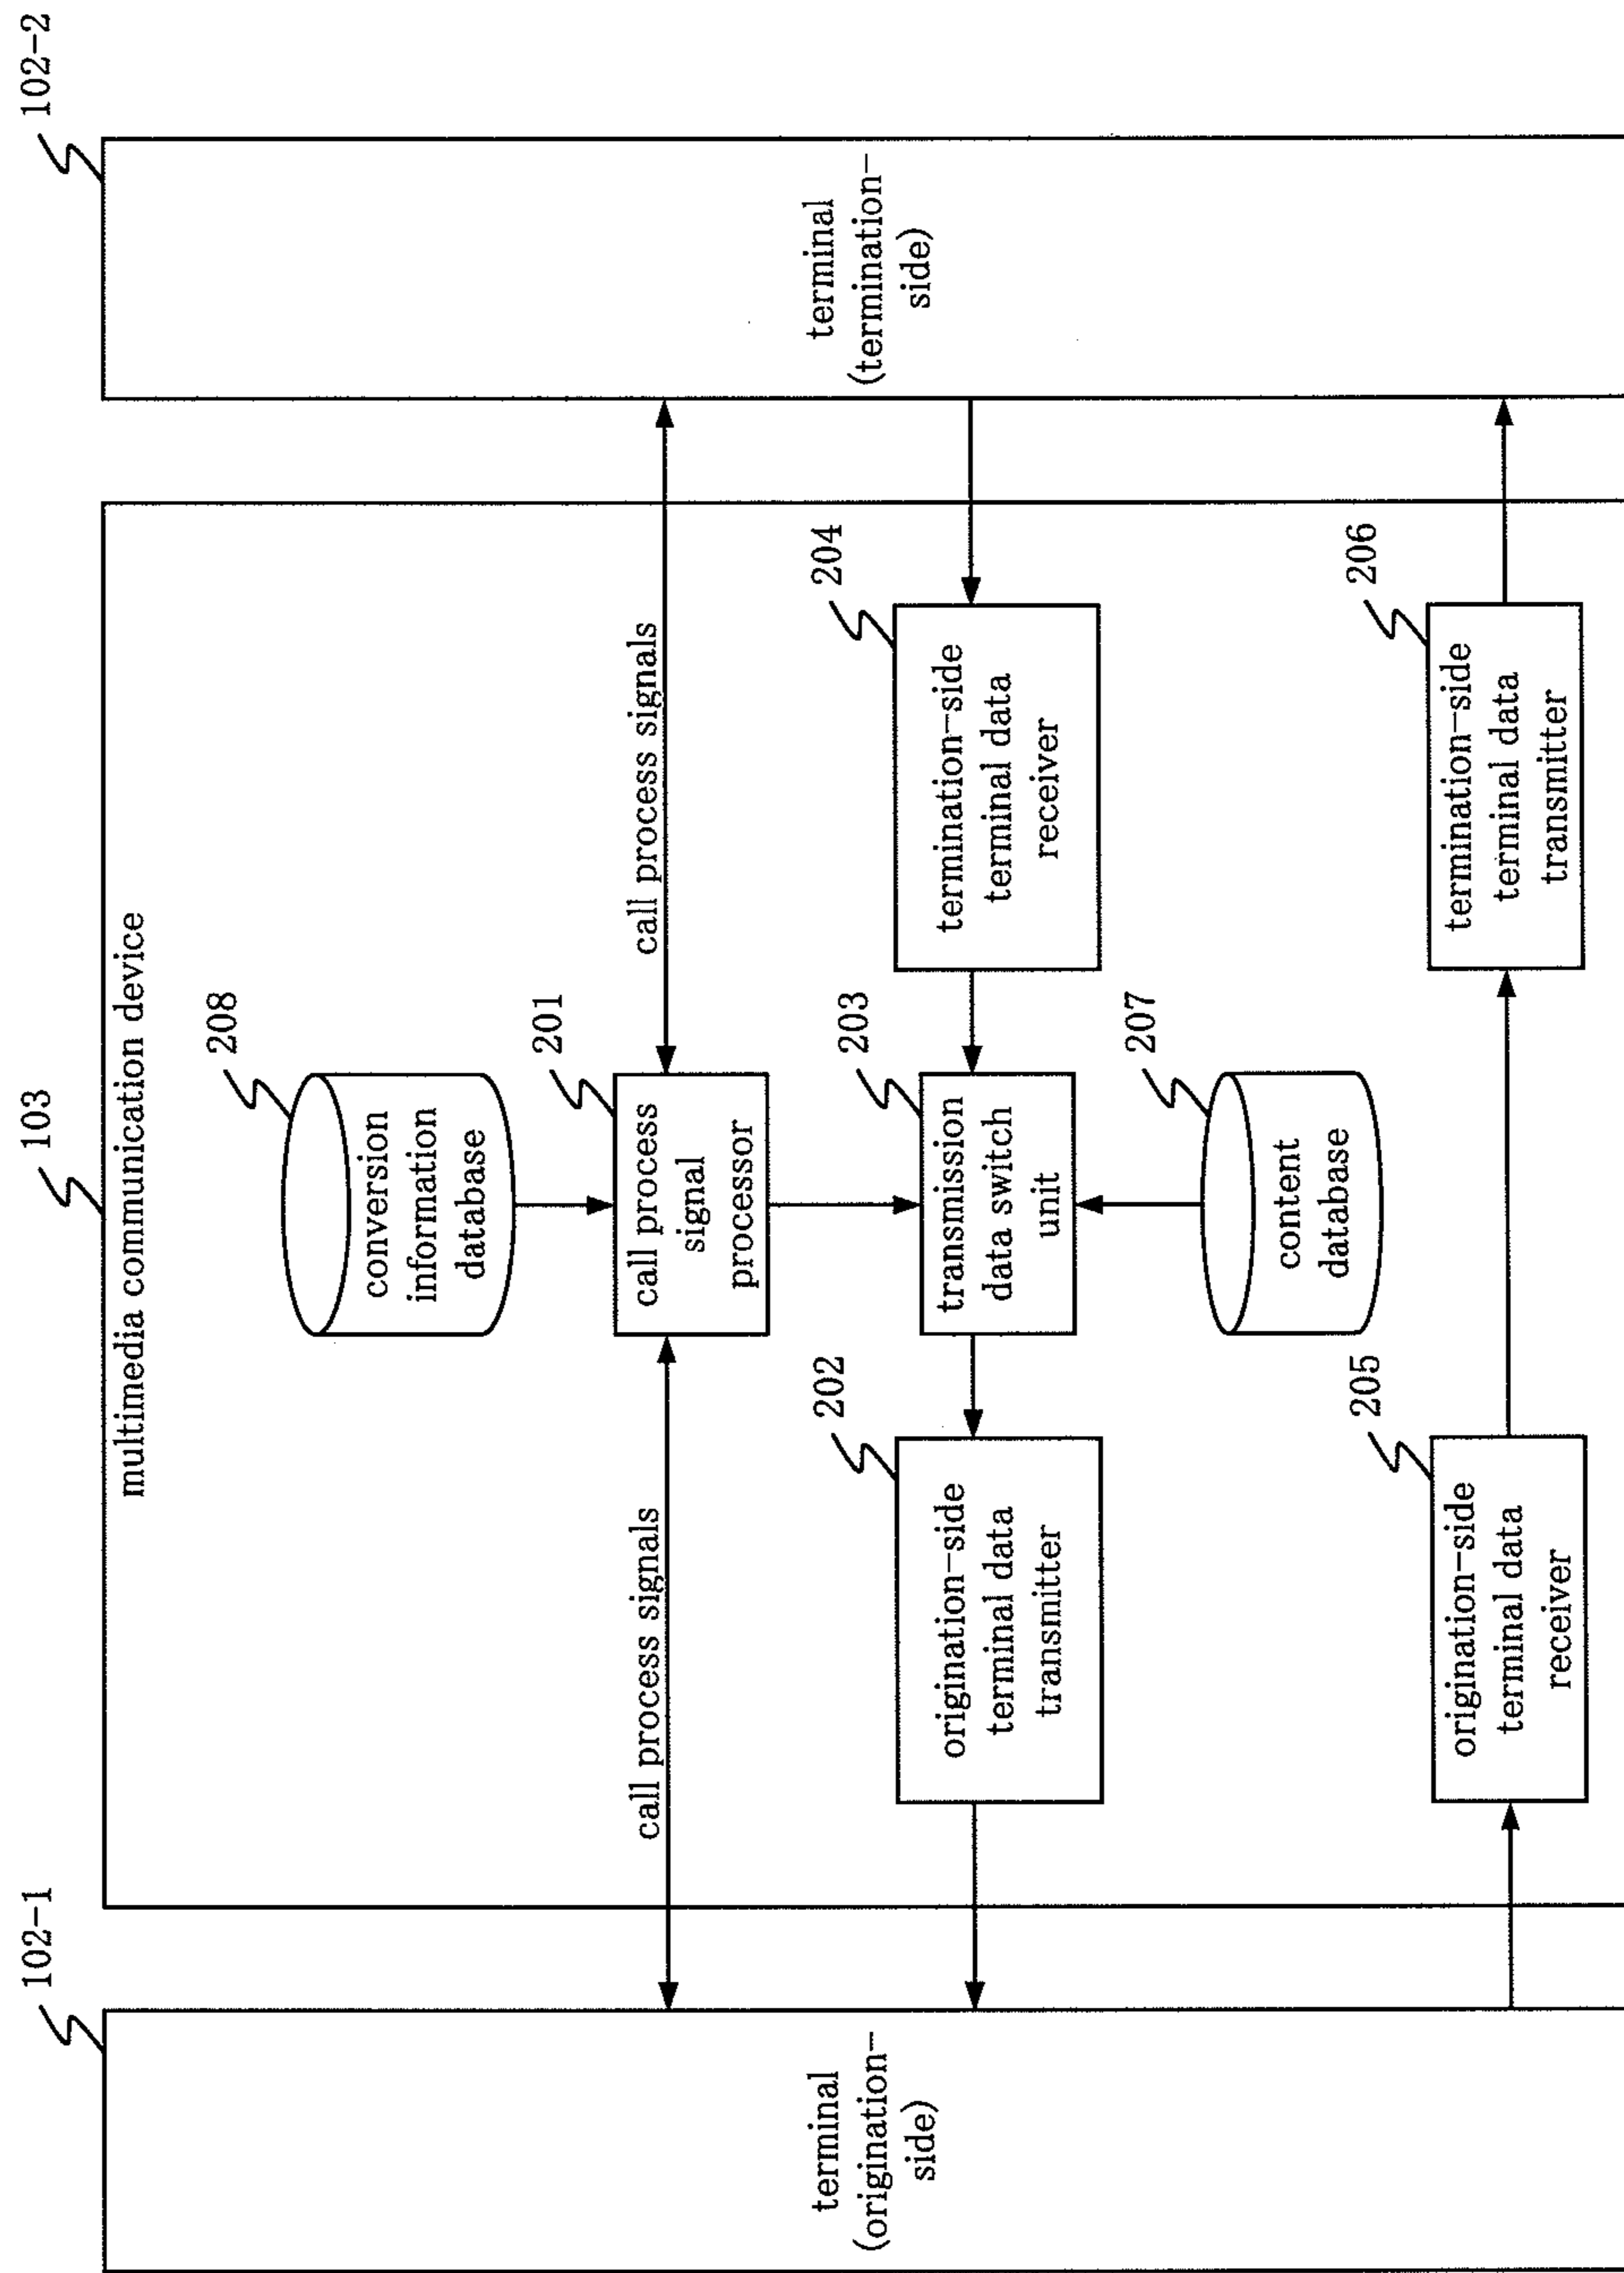 102-1
103
102-2
multimedia communication device
208
conversion
information
database
201
call process
signal
processor
call process signals
call process signals
terminal
(origination-
side)
terminal
(termination-
side)
202
origination-side
terminal data
transmitter
203
transmission
data switch
unit
204
termination-side
terminal data
receiver
207
content
database
205
origination-side
terminal data
receiver
206
termination-side
terminal data
transmitter